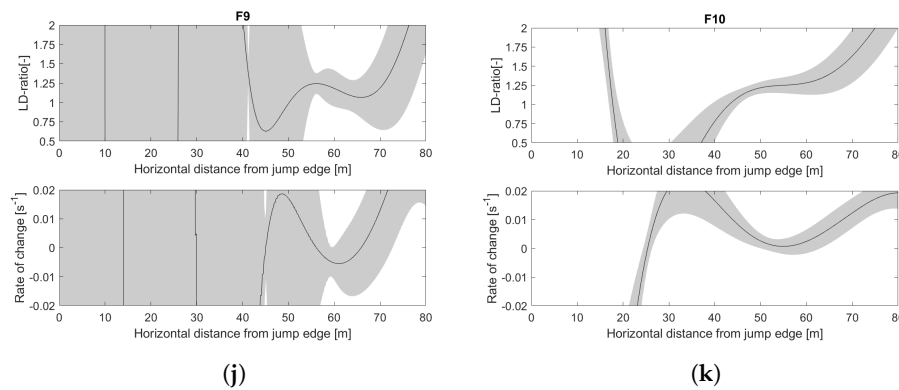 F9
2
1.75
1.5
1.25
1
0.75
0.5
LD-ratio[-]
0 10 20 30 40 50 60 70 80
Horizontal distance from jump edge [m]
0.02
0.01
0
-0.01
-0.02
Rate of change [s-1]
0 10 20 30 40 50 60 70 80
Horizontal distance from jump edge [m]
(j)
F10
2
1.75
1.5
1.25
1
0.75
0.5
LD-ratio[-]
0 10 20 30 40 50 60 70 80
Horizontal distance from jump edge [m]
0.02
0.01
0
-0.01
-0.02
Rate of change [s-1]
0 10 20 30 40 50 60 70 80
Horizontal distance from jump edge [m]
(k)